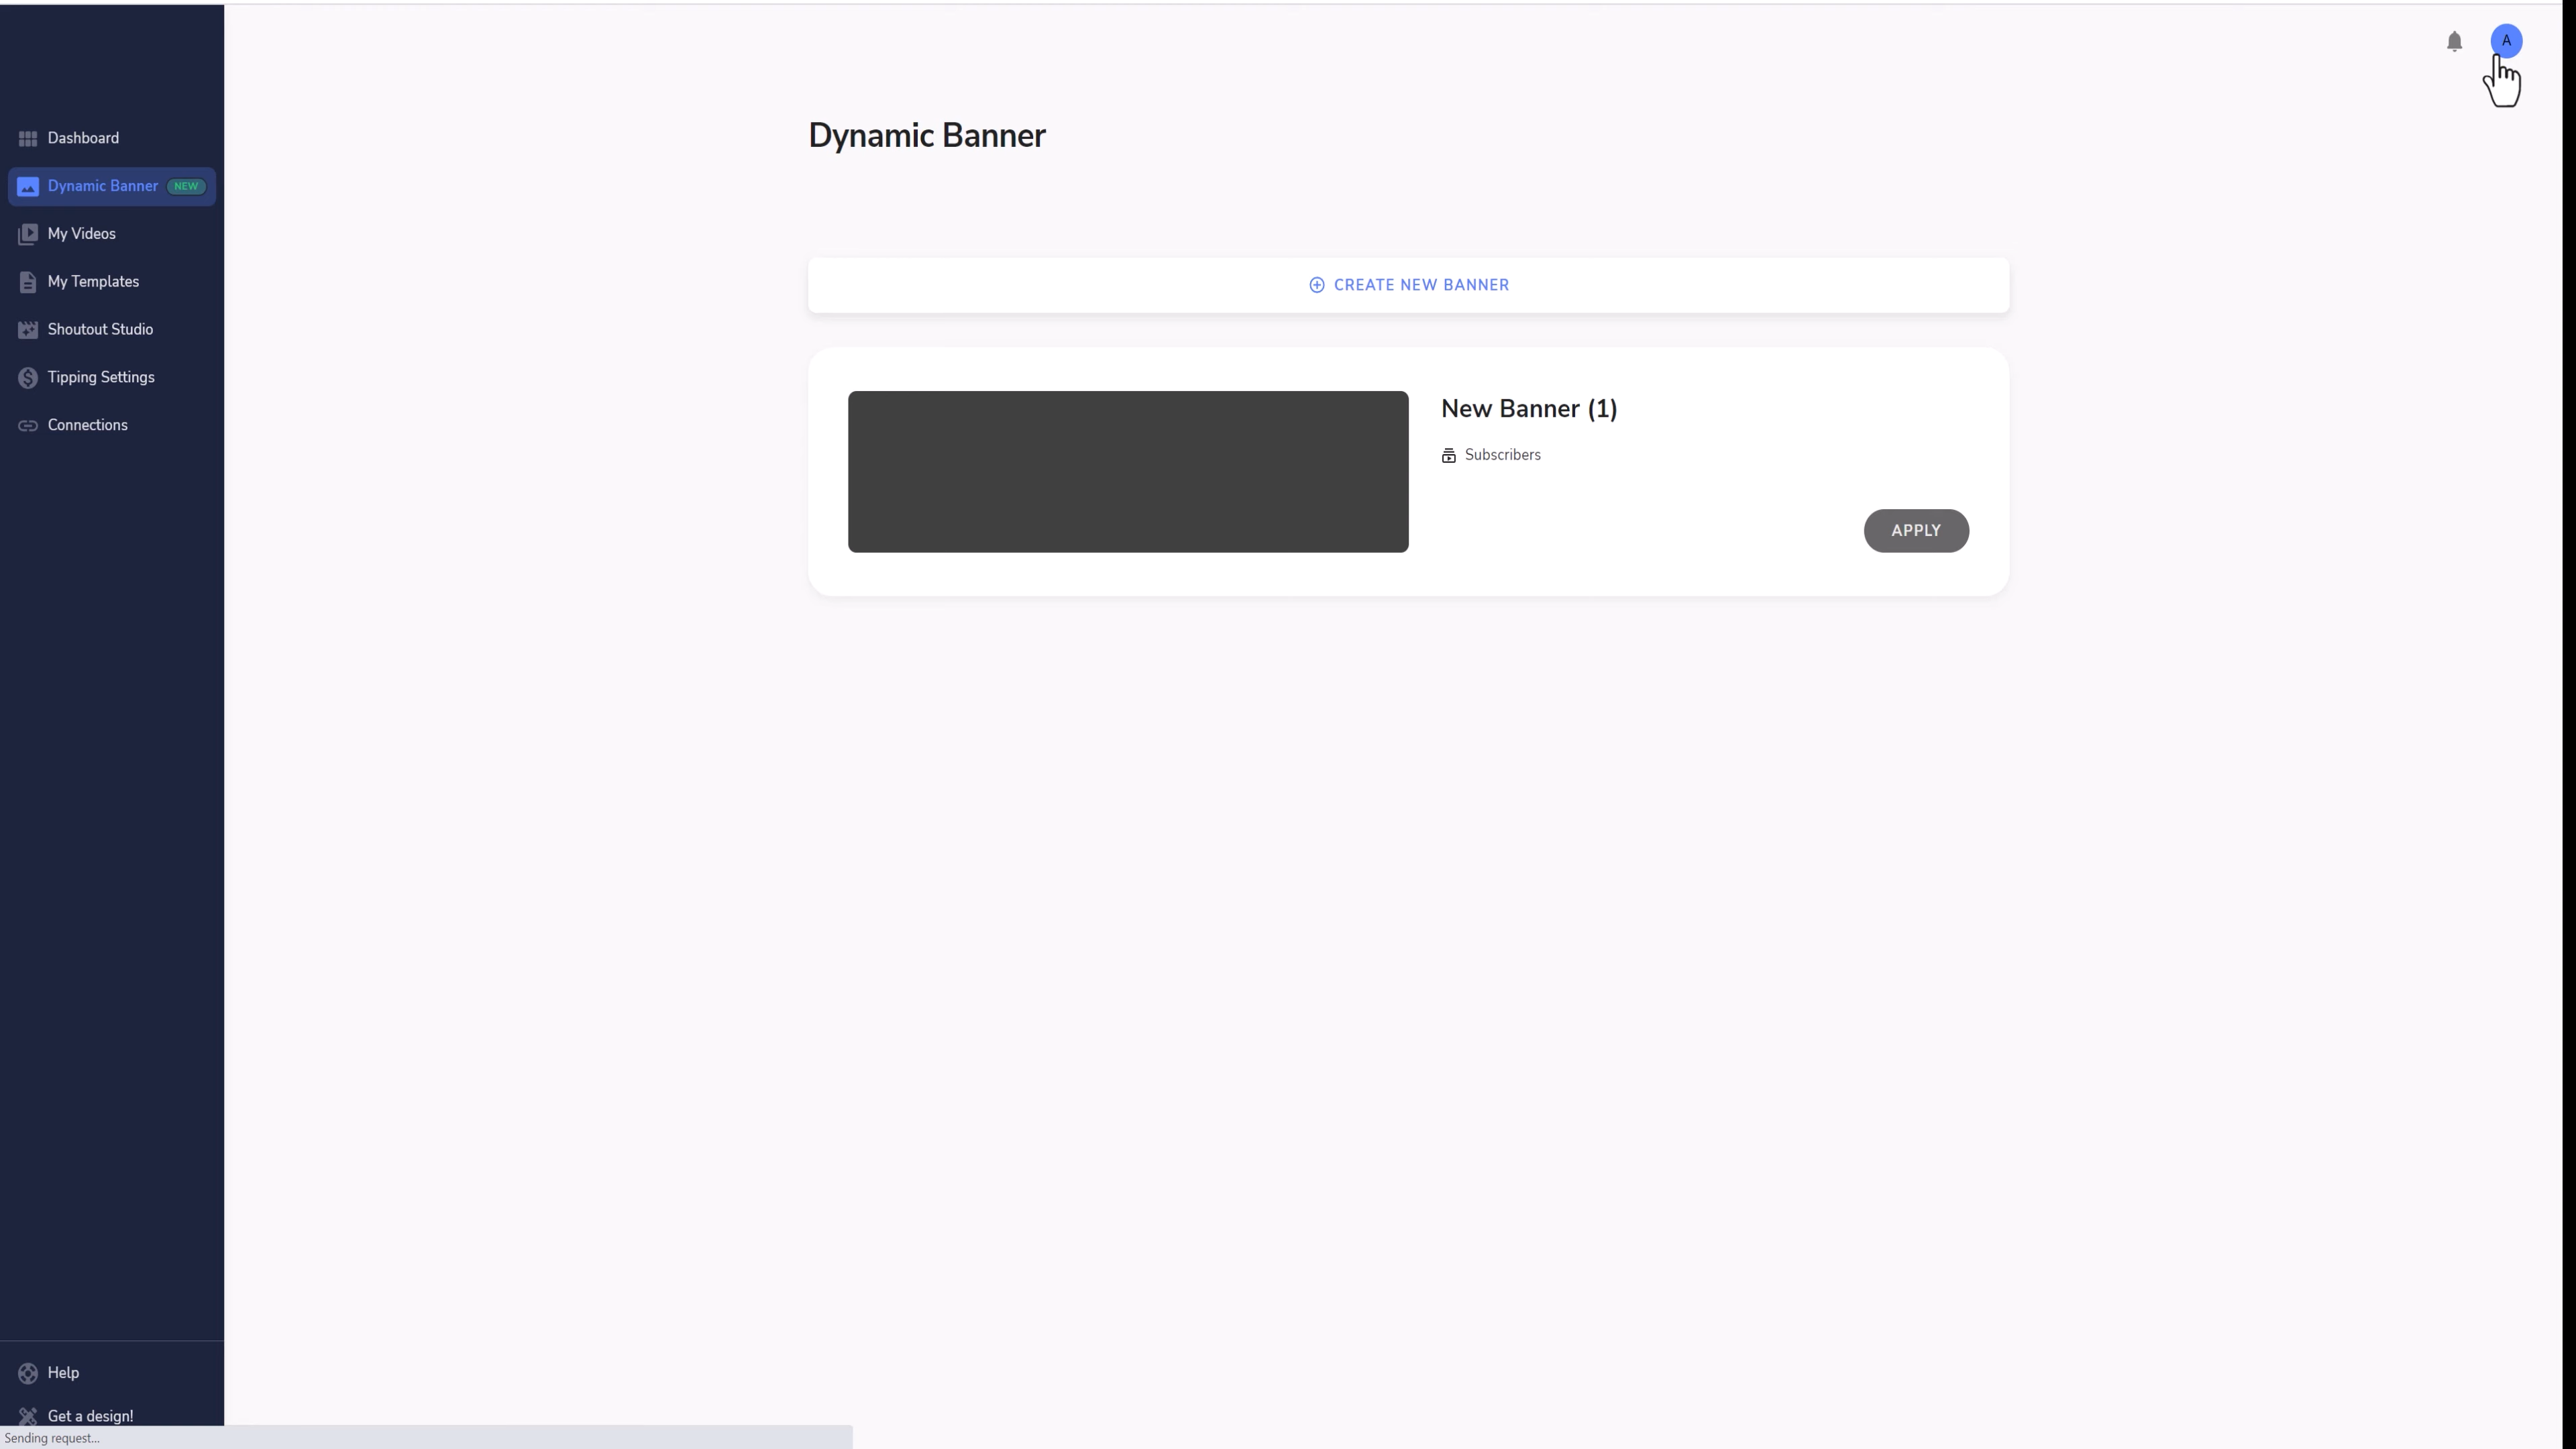 A
Dashboard
Dynamic Banner NEW
My Videos
My Templates
Shoutout Studio
Tipping Settings
Connections
Help
Get a design!
Sending request...
Dynamic Banner
CREATE NEW BANNER
New Banner (1)
Subscribers
APPLY